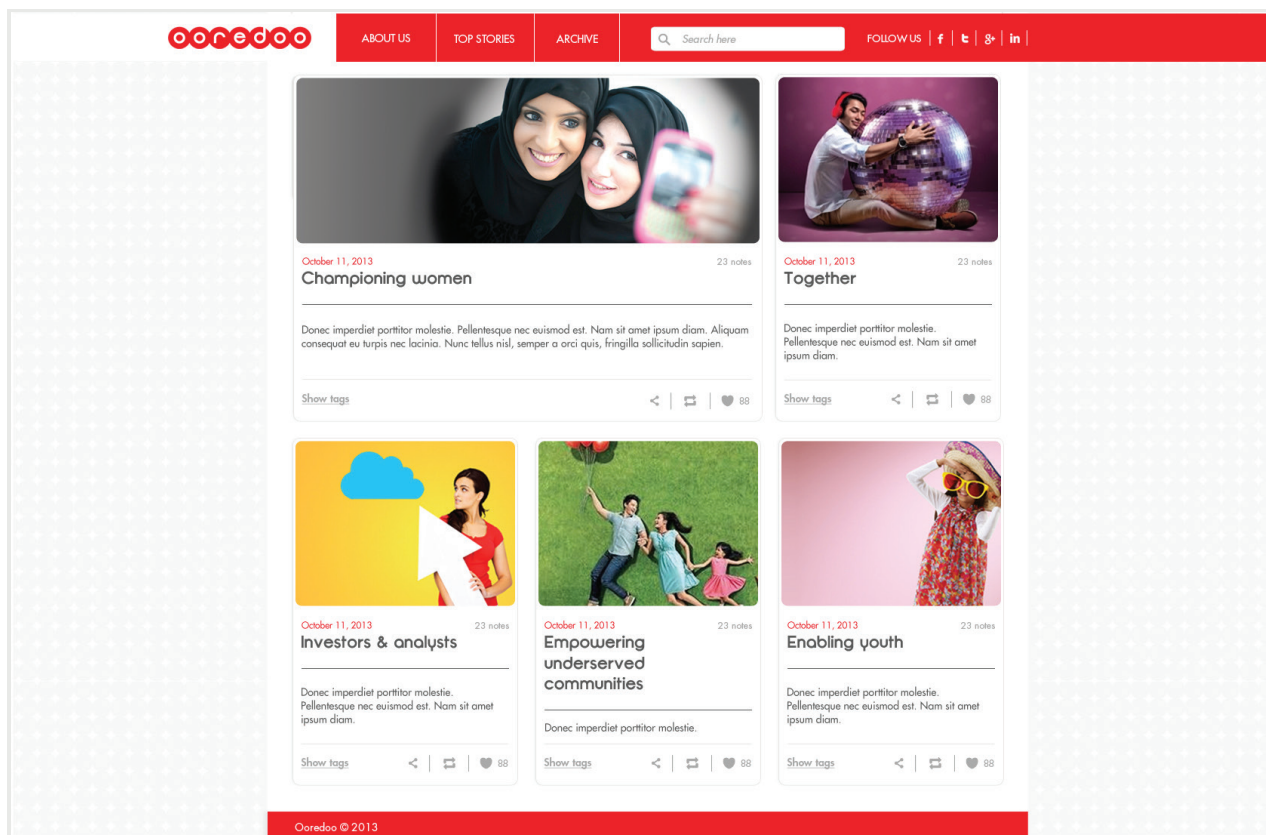 ooredoo
ABOUT US
TOP STORIES
ARCHIVE
Search here
FOLLOW US
October 11, 2013
23 notes
Championing women
Donec imperdiet porttitor molestie. Pellentesque nec euismod est. Nam sit amet ipsum diam. Aliquam
consequat eu turpis nec lacinia. Nunc tellus nisl, semper a orci quis, fringilla sollicitudin sapien.
Show tags
88
October 11, 2013
23 notes
Together
Donec imperdiet porttitor molestie.
Pellentesque nec euismod est. Nam sit amet
ipsum diam.
Show tags
88
October 11, 2013
23 notes
Investors & analysts
Donec imperdiet porttitor molestie.
Pellentesque nec euismod est. Nam sit amet
ipsum diam.
Show tags
88
October 11, 2013
23 notes
Empowering
underserved
communities
Donec imperdiet porttitor molestie.
Show tags
88
October 11, 2013
23 notes
Enabling youth
Donec imperdiet porttitor molestie.
Pellentesque nec euismod est. Nam sit amet
ipsum diam.
Show tags
88
Ooredoo © 2013